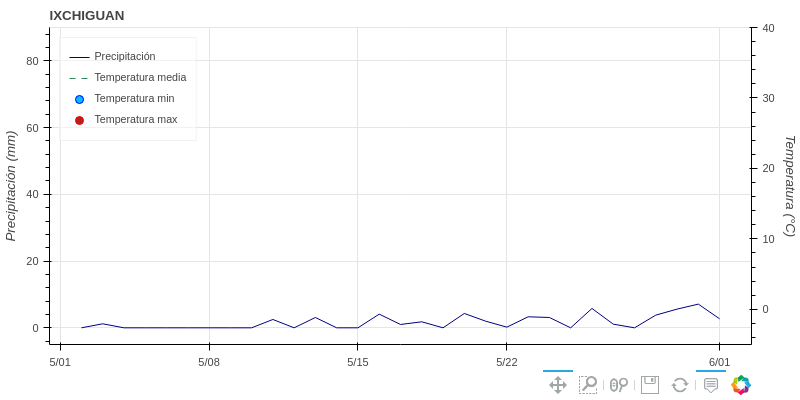 IXCHIGUAN
Precipitación
Temperatura media
Temperatura min
Temperatura max
Precipitación (mm)
80
60
40
20
0
Temperatura (°C)
40
30
20
10
0
5/01
5/08
5/15
5/22
6/01